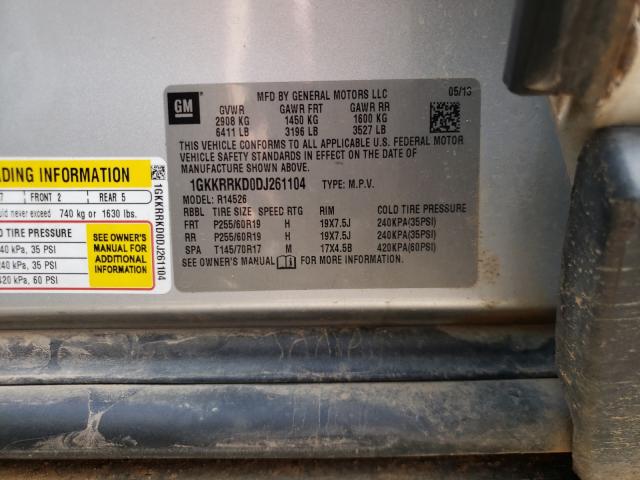 GM
MFD BY GENERAL MOTORS LLC 05/13
GVWR GAWR FRT GAWR RR
2908 KG 1450 KG 1600 KG
6411 LB 3196 LB 3527 LB
THIS VEHICLE CONFORMS TO ALL APPLICABLE U.S. FEDERAL MOTOR
VEHICLE SAFETY STANDARDS IN EFFECT ON THE DATE OF
MANUFACTURE SHOWN ABOVE.
1GKKRRKD0DJ261104 TYPE: M.P.V.
MODEL: R14526
RBBL TIRE SIZE SPEED RTG RIM COLD TIRE PRESSURE
FRT P255/60R19 H 19X7.5J 240KPA(35PSI)
RR P255/60R19 H 19X7.5J 240KPA(35PSI)
SPA T145/70R17 M 17X4.5B 420KPA(60PSI)
SEE OWNER'S MANUAL FOR MORE INFORMATION.
DING INFORMATION
7 FRONT 2 REAR 5
uld never exceed 740 kg or 1630 lbs.
TIRE PRESSURE
40 kPa, 35 PSI
240 kPa, 35 PSI
420 kPa, 60 PSI
SEE OWNER'S
MANUAL FOR
ADDITIONAL
INFORMATION
1GKKRRKD0DJ261104